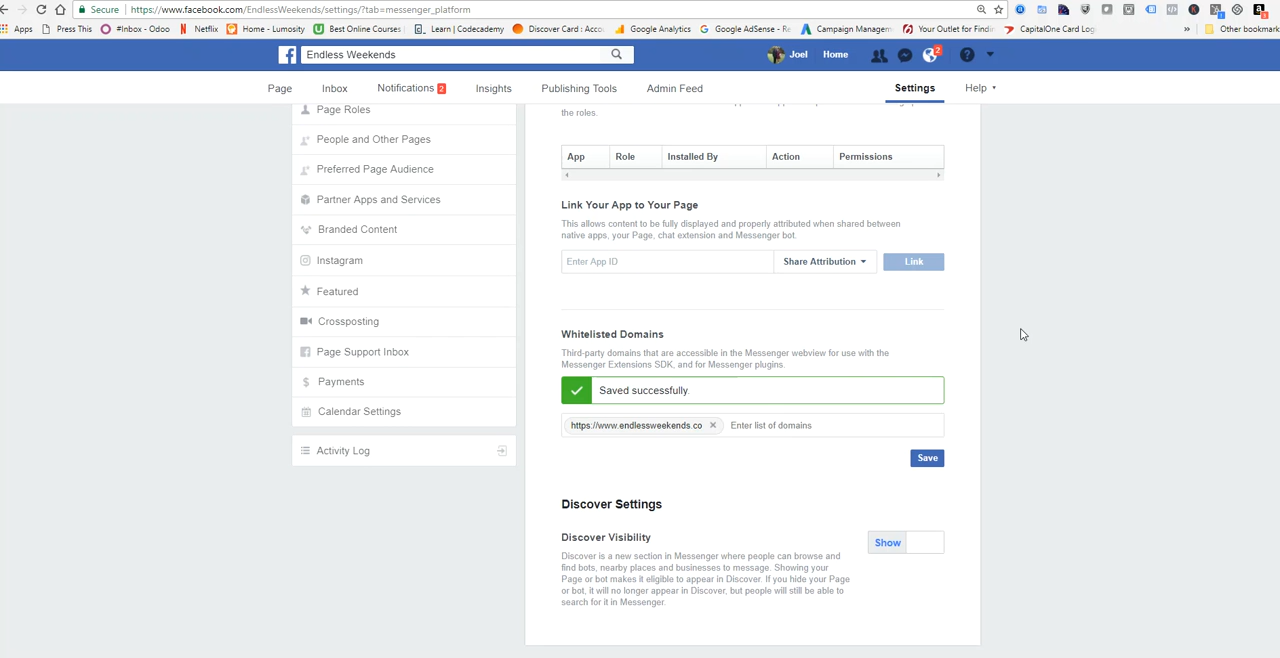 Secure https://www.facebook.com/EndlessWeekends/settings/?tab=messenger_platform
Apps Press This #Inbox - Odoo Netflix Home - Lumosity Best Online Courses Learn | Codecademy Discover Card : Acco Google Analytics Google AdSense - Re Campaign Managem Your Outlet for Findin CapitalOne Card Log » Other bookmark
Endless Weekends Joel Home 2
Page Inbox Notifications 2 Insights Publishing Tools Admin Feed Settings Help
Page Roles
People and Other Pages
Preferred Page Audience
Partner Apps and Services
Branded Content
Instagram
Featured
Crossposting
Page Support Inbox
Payments
Calendar Settings
Activity Log
the roles.
App Role Installed By Action Permissions
Link Your App to Your Page
This allows content to be fully displayed and properly attributed when shared between
native apps, your Page, chat extension and Messenger bot.
Enter App ID Share Attribution Link
Whitelisted Domains
Third-party domains that are accessible in the Messenger webview for use with the
Messenger Extensions SDK, and for Messenger plugins.
Saved successfully.
https://www.endlessweekends.co × Enter list of domains
Save
Discover Settings
Discover Visibility
Show
Discover is a new section in Messenger where people can browse and
find bots, nearby places and businesses to message. Showing your
Page or bot makes it eligible to appear in Discover. If you hide your Page
or bot, it will no longer appear in Discover, but people will still be able to
search for it in Messenger.